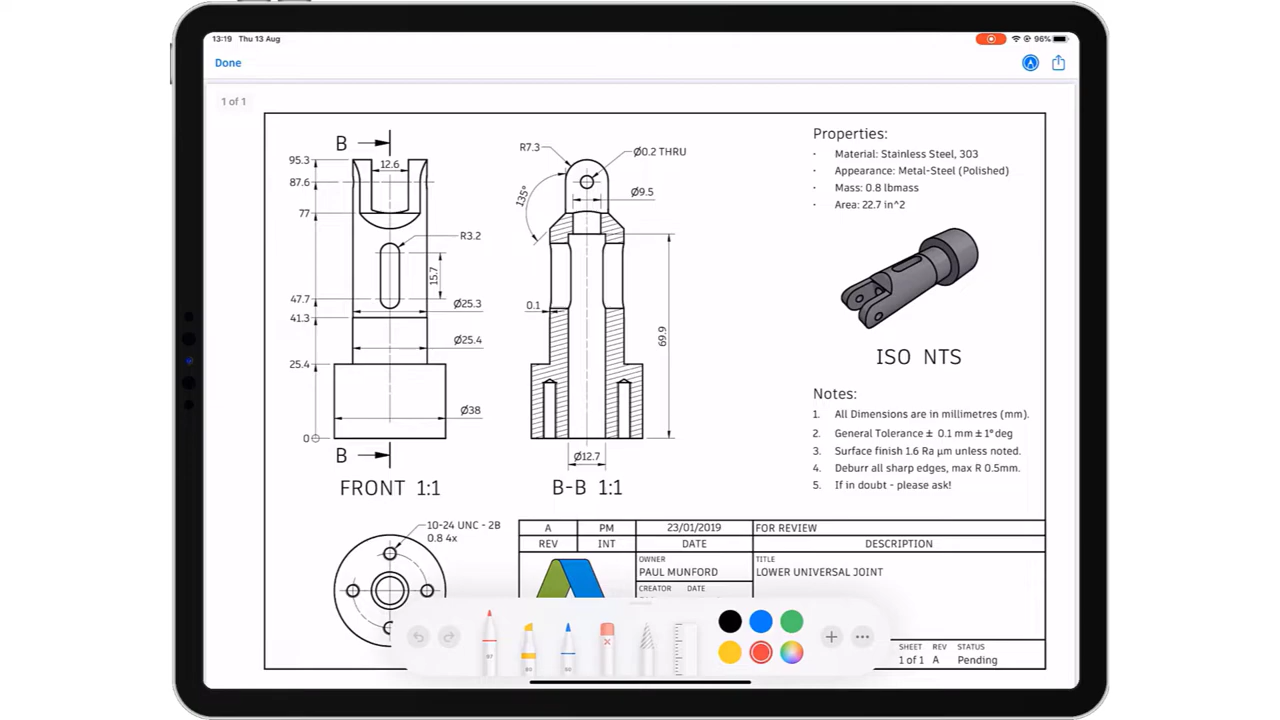 13:19 Thu 13 Aug
96%
Done
1 of 1
B
95.3
12.6
87.6
77
R3.2
15.7
47.7
Ø25.3
41.3
Ø25.4
25.4
Ø38
0
B
FRONT 1:1
R7.3
Ø0.2 THRU
135°
Ø9.5
0.1
69.9
Ø12.7
B-B 1:1
Properties:
· Material: Stainless Steel, 303
· Appearance: Metal-Steel (Polished)
· Mass: 0.8 lbmass
· Area: 22.7 in^2
ISO NTS
Notes:
1. All Dimensions are in millimetres (mm).
2. General Tolerance ± 0.1 mm ± 1° deg
3. Surface finish 1.6 Ra µm unless noted.
4. Deburr all sharp edges, max R 0.5mm.
5. If in doubt - please ask!
10-24 UNC - 2B
0.8 4x
A PM 23/01/2019 FOR REVIEW
REV INT DATE DESCRIPTION
OWNER
PAUL MUNFORD
CREATOR DATE
TITLE
LOWER UNIVERSAL JOINT
SHEET REV STATUS
1 of 1 A Pending
97
80
50